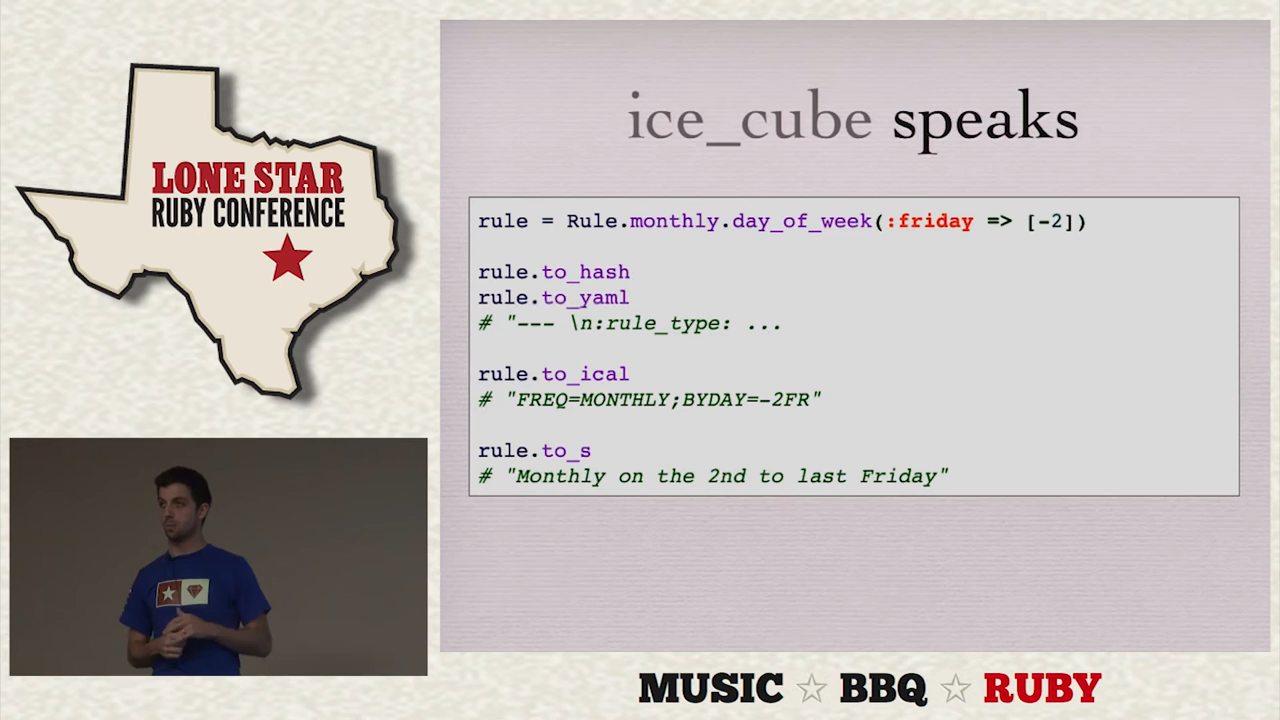 LONE STAR
RUBY CONFERENCE
ice_cube speaks
rule = Rule.monthly.day_of_week(:friday => [-2])
rule.to_hash
rule.to_yaml
# "--- \n:rule_type: ...
rule.to_ical
# "FREQ=MONTHLY;BYDAY=-2FR"
rule.to_s
# "Monthly on the 2nd to last Friday"
MUSIC ☆ BBQ ☆ RUBY